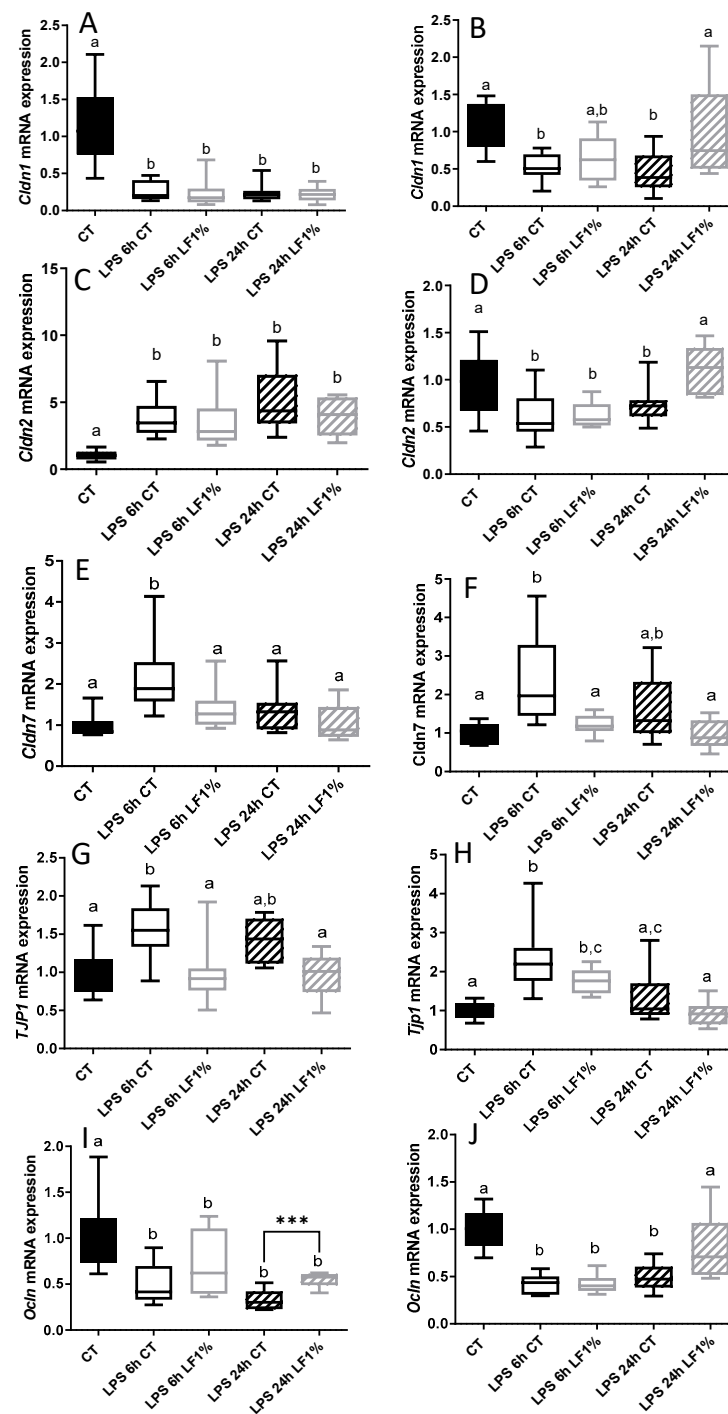 A
Cldn1 mRNA expression
2.5
2.0
1.5
1.0
0.5
0.0
a
b
b
b
b
CT
LPS 6h CT
LPS 6h LF1%
LPS 24h CT
LPS 24h LF1%
B
Cldn1 mRNA expression
2.5
2.0
1.5
1.0
0.5
0.0
a
b
a,b
b
a
CT
LPS 6h CT
LPS 6h LF1%
LPS 24h CT
LPS 24h LF1%
C
Cldn2 mRNA expression
15
10
5
0
a
b
b
b
b
CT
LPS 6h CT
LPS 6h LF1%
LPS 24h CT
LPS 24h LF1%
D
Cldn2 mRNA expression
2.0
1.5
1.0
0.5
0.0
a
b
b
b
a
CT
LPS 6h CT
LPS 6h LF1%
LPS 24h CT
LPS 24h LF1%
E
Cldn7 mRNA expression
5
4
3
2
1
0
a
b
a
a
a
CT
LPS 6h CT
LPS 6h LF1%
LPS 24h CT
LPS 24h LF1%
F
Cldn7 mRNA expression
5
4
3
2
1
0
a
b
a
a,b
a
CT
LPS 6h CT
LPS 6h LF1%
LPS 24h CT
LPS 24h LF1%
G
TJP1 mRNA expression
2.5
2.0
1.5
1.0
0.5
0.0
a
b
a
a,b
a
CT
LPS 6h CT
LPS 6h LF1%
LPS 24h CT
LPS 24h LF1%
H
Tjp1 mRNA expression
5
4
3
2
1
0
a
b
b,c
a,c
a
CT
LPS 6h CT
LPS 6h LF1%
LPS 24h CT
LPS 24h LF1%
I
Ocln mRNA expression
2.0
1.5
1.0
0.5
0.0
a
b
b
***
b
b
CT
LPS 6h CT
LPS 6h LF1%
LPS 24h CT
LPS 24h LF1%
J
Ocln mRNA expression
2.0
1.5
1.0
0.5
0.0
a
b
b
b
a
CT
LPS 6h CT
LPS 6h LF1%
LPS 24h CT
LPS 24h LF1%